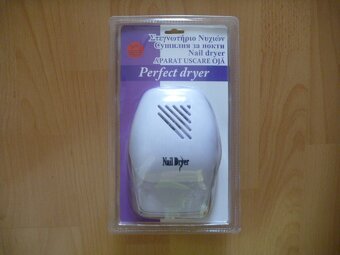 Στεγνωτήριο Νυχιών
Сушилня за нокти
Nail dryer
APARAT USCARE OJĂ
Perfect dryer
Nail Dryer